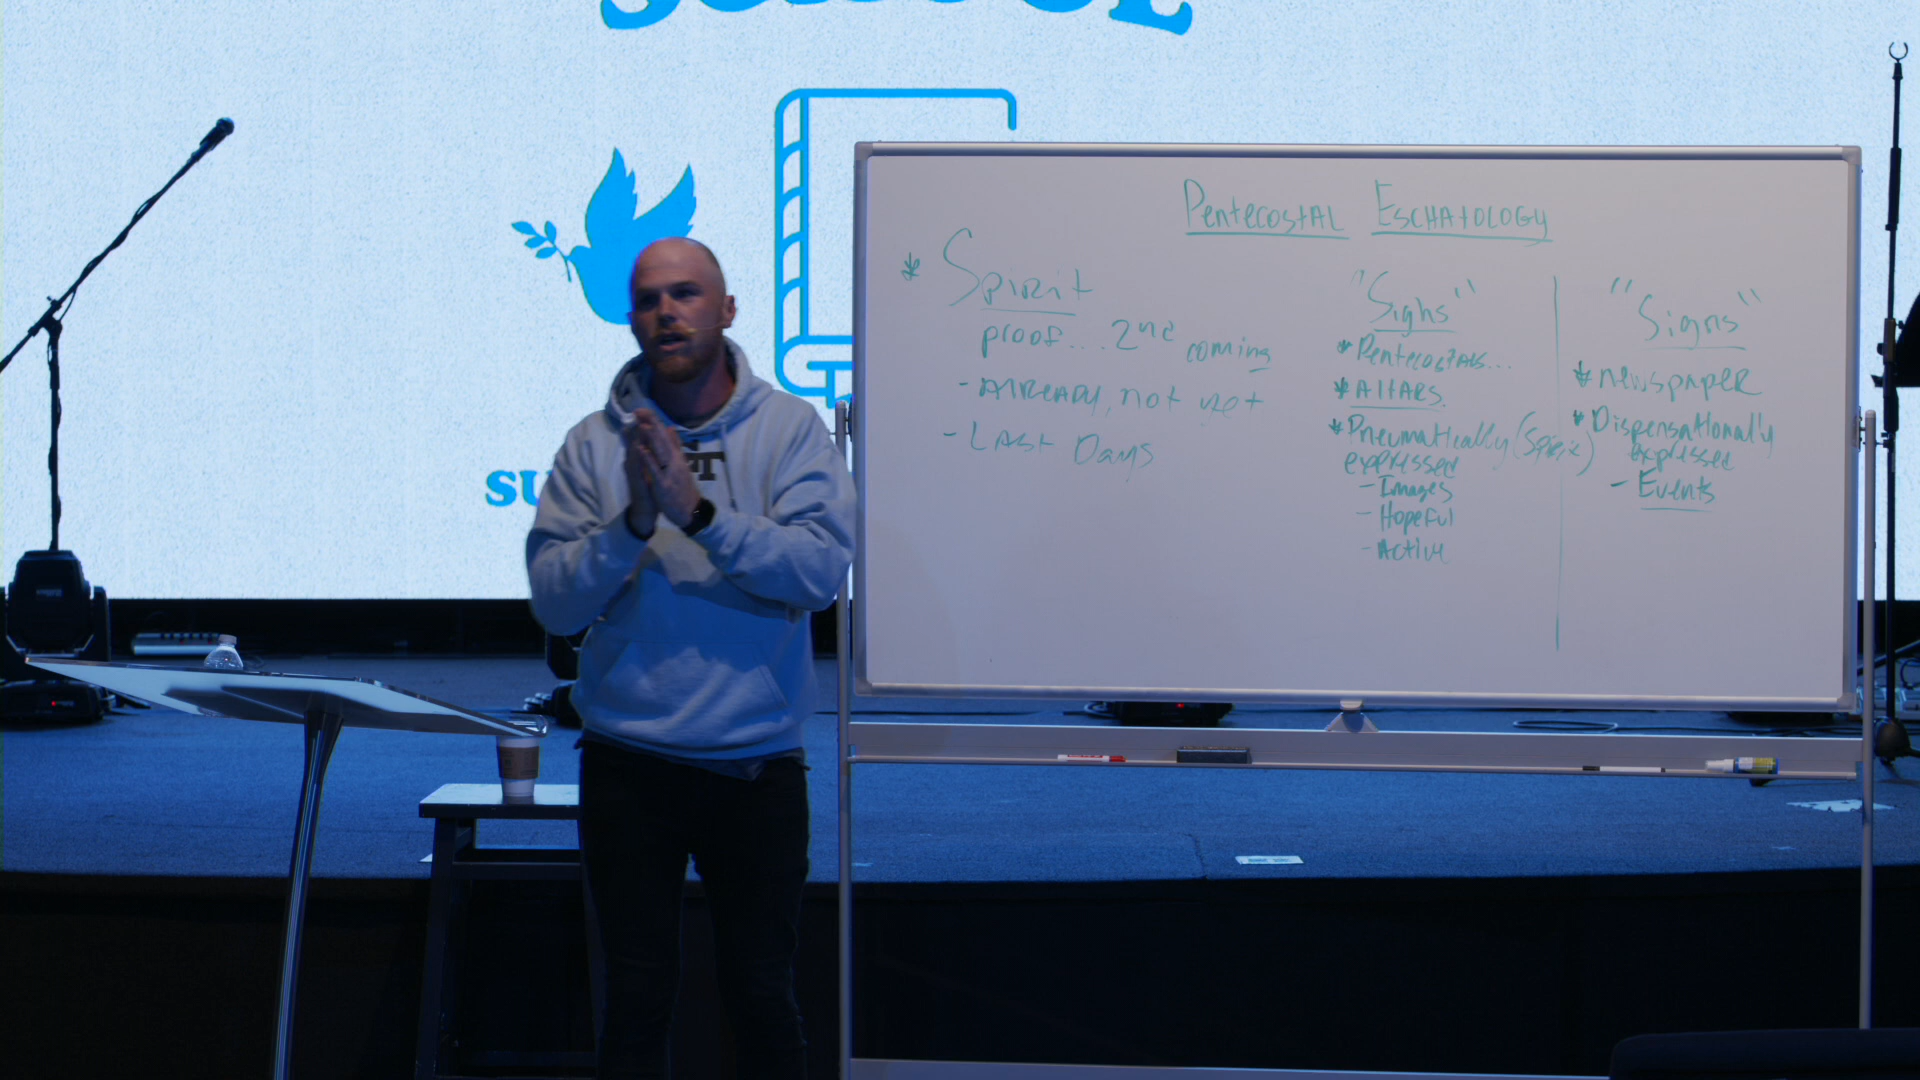 Pentecostal Eschatology
* Spirit
proof... 2nd coming
- Already, not yet
- Last Days
"Sighs"
* Pentecostals...
* Altars
* Pneumatically (Spirit)
expressed
- Images
- Hopeful
- Active
"Signs"
* newspaper
* Dispensationally
expressed
- Events